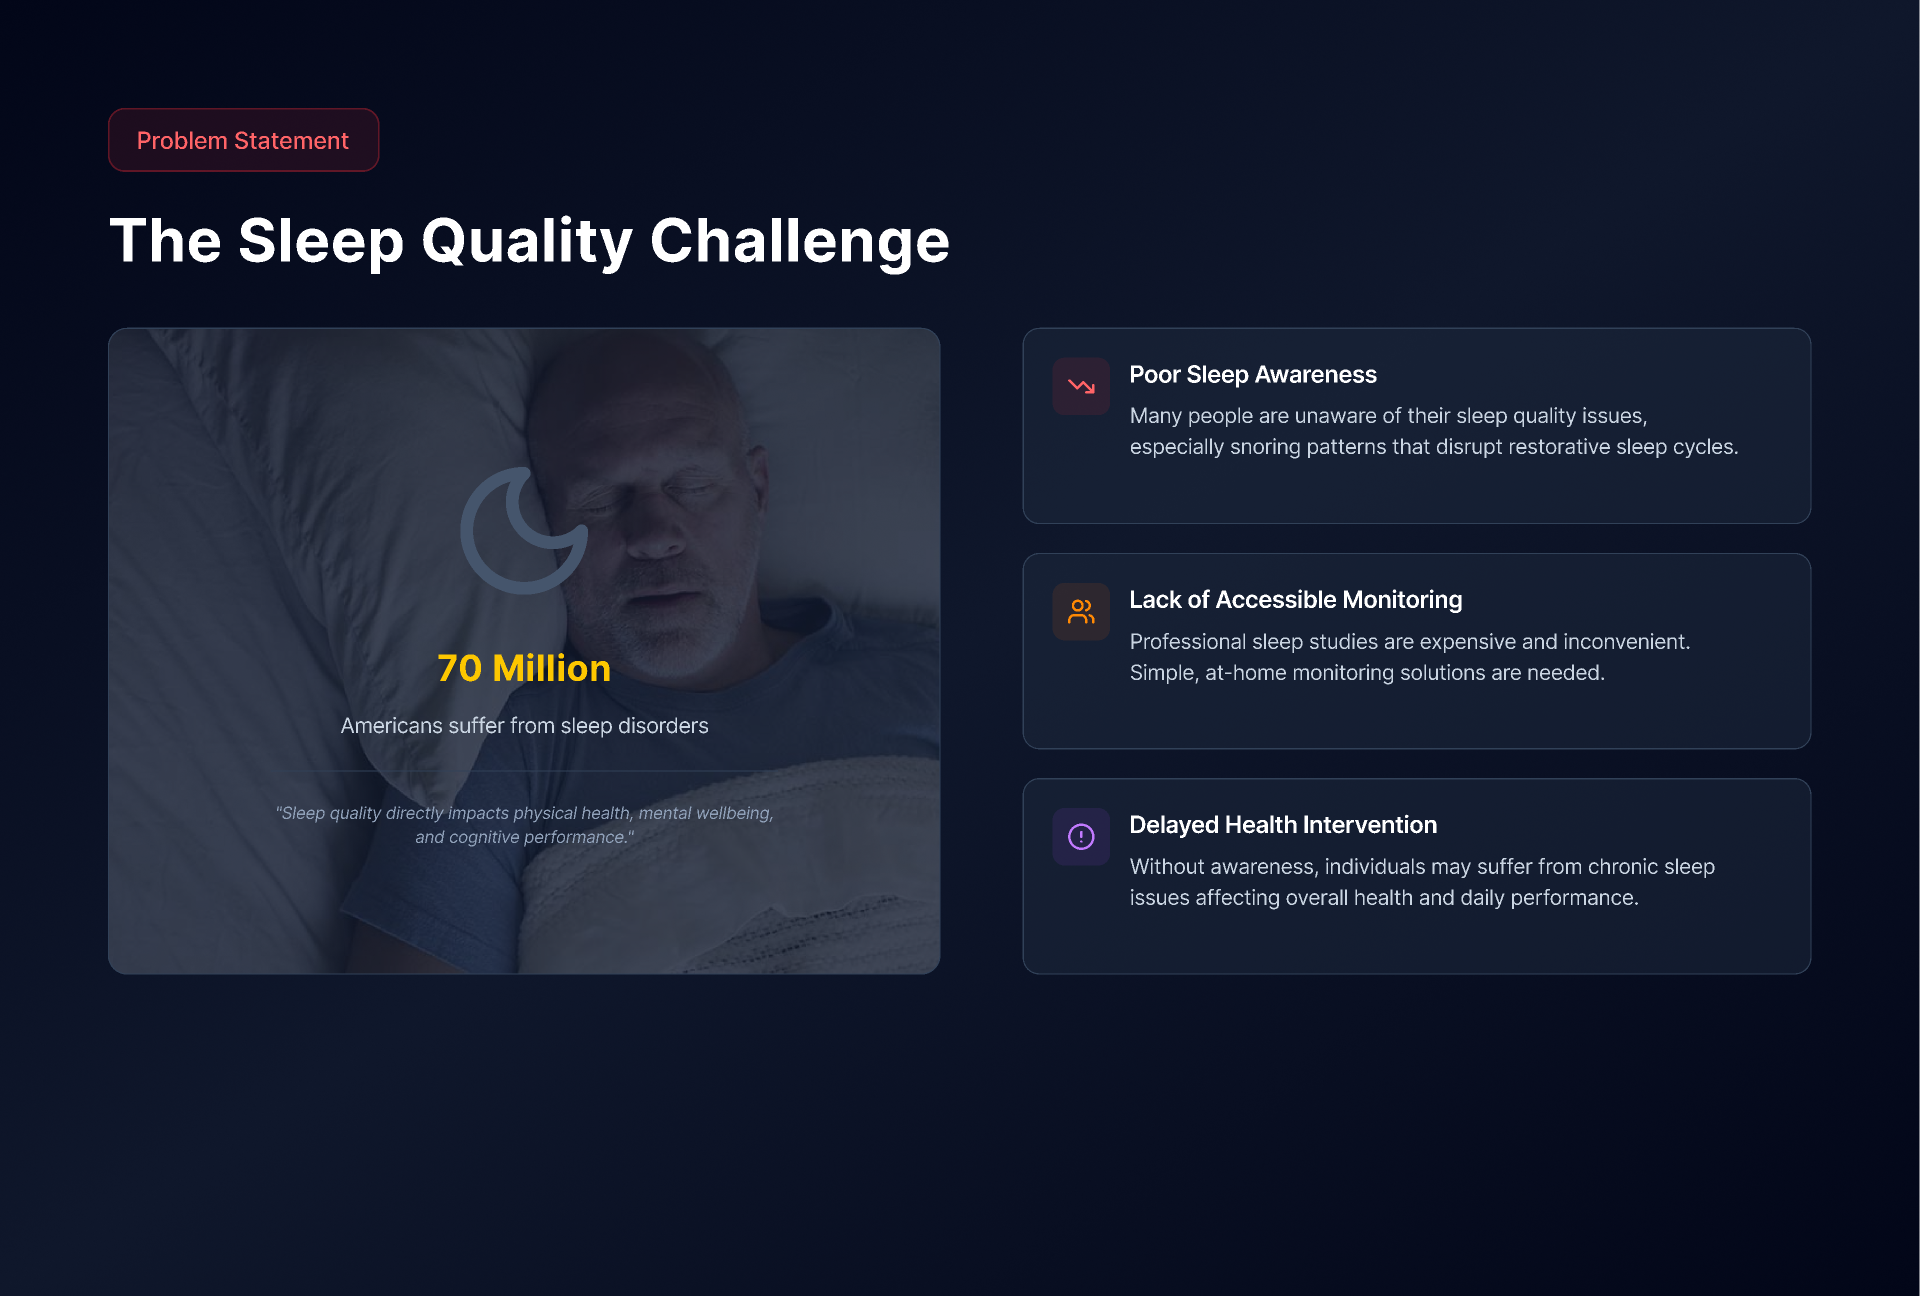 Problem Statement
The Sleep Quality Challenge
70 Million
Americans suffer from sleep disorders
"Sleep quality directly impacts physical health, mental wellbeing,
and cognitive performance."
Poor Sleep Awareness
Many people are unaware of their sleep quality issues,
especially snoring patterns that disrupt restorative sleep cycles.
Lack of Accessible Monitoring
Professional sleep studies are expensive and inconvenient.
Simple, at-home monitoring solutions are needed.
Delayed Health Intervention
Without awareness, individuals may suffer from chronic sleep
issues affecting overall health and daily performance.